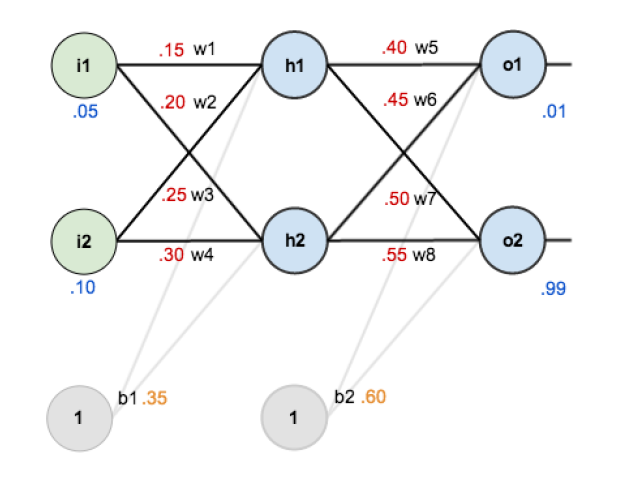 .15 w1
.40 w5
i1
h1
o1
.20 w2
.45 w6
.05
.01
.25 w3
.50 w7
i2
h2
o2
.30 w4
.55 w8
.10
.99
b1 .35
b2 .60
1
1